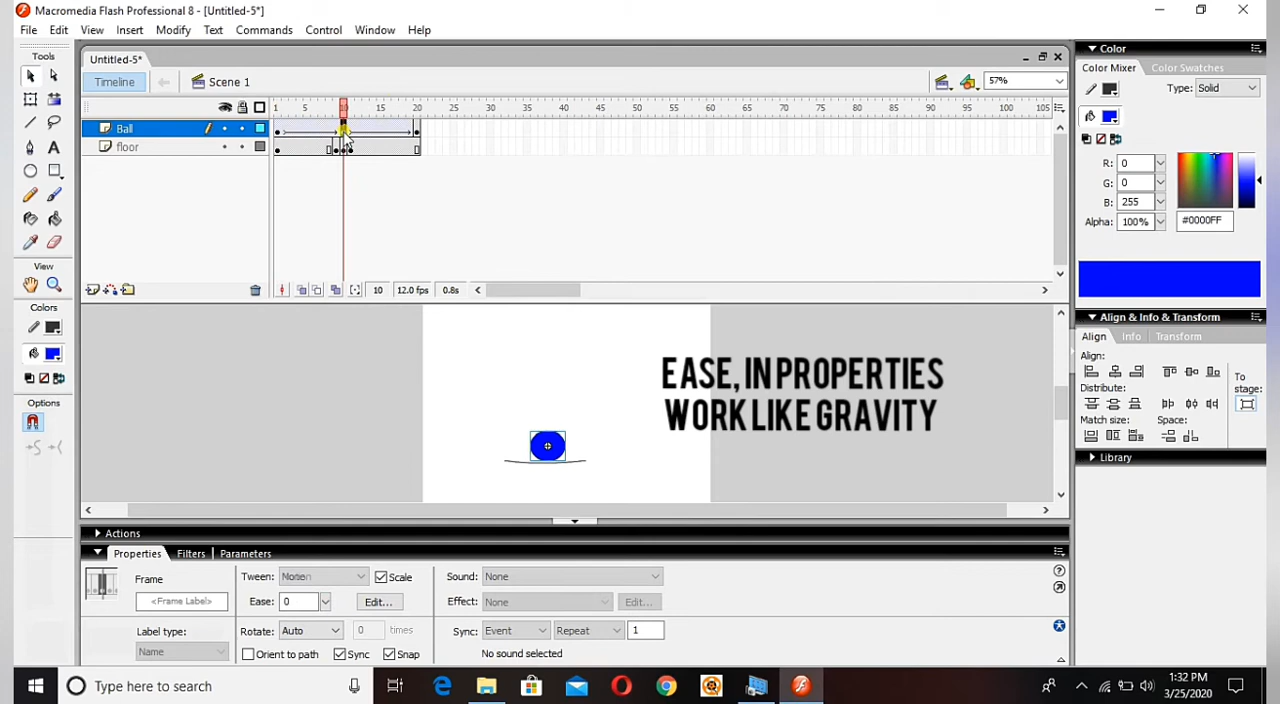 Macromedia Flash Professional 8 - [Untitled-5*]
File Edit View Insert Modify Text Commands Control Window Help
Tools
Untitled-5*
Timeline Scene 1 57%
1 5 10 15 20 25 30 35 40 45 50 55 60 65 70 75 80 85 90 95 100 105
Ball
floor
10 12.0 fps 0.8s
View
Colors
Options
EASE, IN PROPERTIES
WORK LIKE GRAVITY
Color
Color Mixer Color Swatches
Type: Solid
R: 0
G: 0
B: 255
Alpha: 100% #0000FF
Align & Info & Transform
Align Info Transform
Align:
To stage:
Distribute:
Match size: Space:
Library
Actions
Properties Filters Parameters
Frame
<Frame Label>
Label type:
Name
Tween: Scale
Ease: 0 Edit...
Rotate: Auto 0 times
Orient to path Sync Snap
Sound: None
Effect: None Edit...
Sync: Event Repeat 1
No sound selected
Type here to search
1:32 PM
3/25/2020